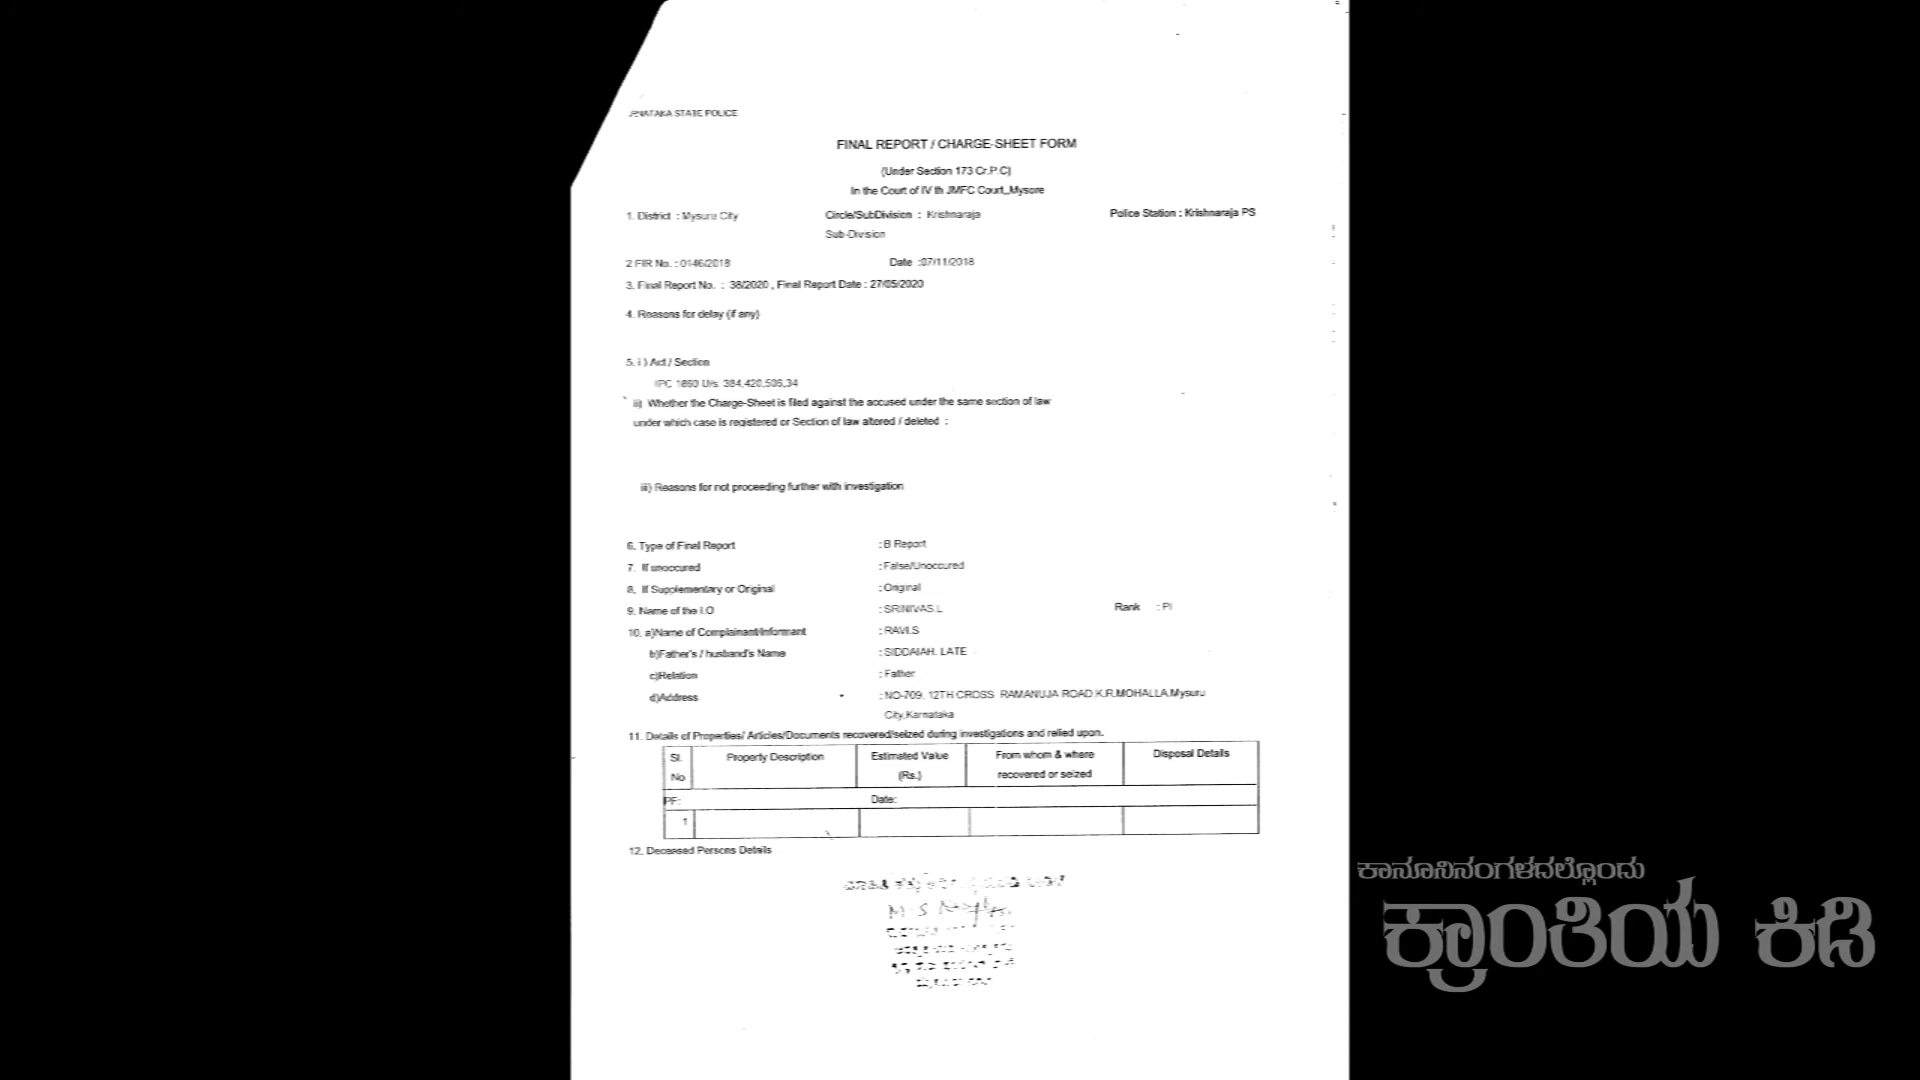 RNATAKA STATE POLICE
FINAL REPORT / CHARGE-SHEET FORM
(Under Section 173 Cr.P.C)
In the Court of IV th JMFC Court,,Mysore
1. District : Mysuru City Circle/SubDivision : Krishnaraja Police Station : Krishnaraja PS
Sub-Division
2 FIR No. : 0146/2018 Date :07/11/2018
3. Final Report No. : 38/2020 , Final Report Date : 27/05/2020
4. Reasons for delay (if any)
5. i ) Act / Section
IPC 1860 U/s. 384,420,506,34
ii) Whether the Charge-Sheet is filed against the accused under the same section of law
under which case is registered or Section of law altered / deleted :
iii) Reasons for not proceeding further with investigation
6. Type of Final Report : B Report
7. If unoccured : False/Unoccured
8. If Supplementary or Original : Original
9. Name of the I.O : SRINIVAS.L Rank : PI
10. a)Name of Complainant/Informant : RAVI.S
b)Father's / husband's Name : SIDDAIAH. LATE
c)Relation : Father
d)Address : NO-709, 12TH CROSS RAMANUJA ROAD,K.R.MOHALLA,Mysuru
City,Karnataka
11. Details of Properties/ Articles/Documents recovered/seized during investigations and relied upon.
Sl. Property Description Estimated Value From whom & where Disposal Details
No (Rs.) recovered or seized
PF: Date:
1
12. Deceased Persons Details
M S
ಕಾನೂನಿನಂಗಳದಲ್ಲೊಂದು
ಕ್ರಾಂತಿಯ ಕಿಡಿ